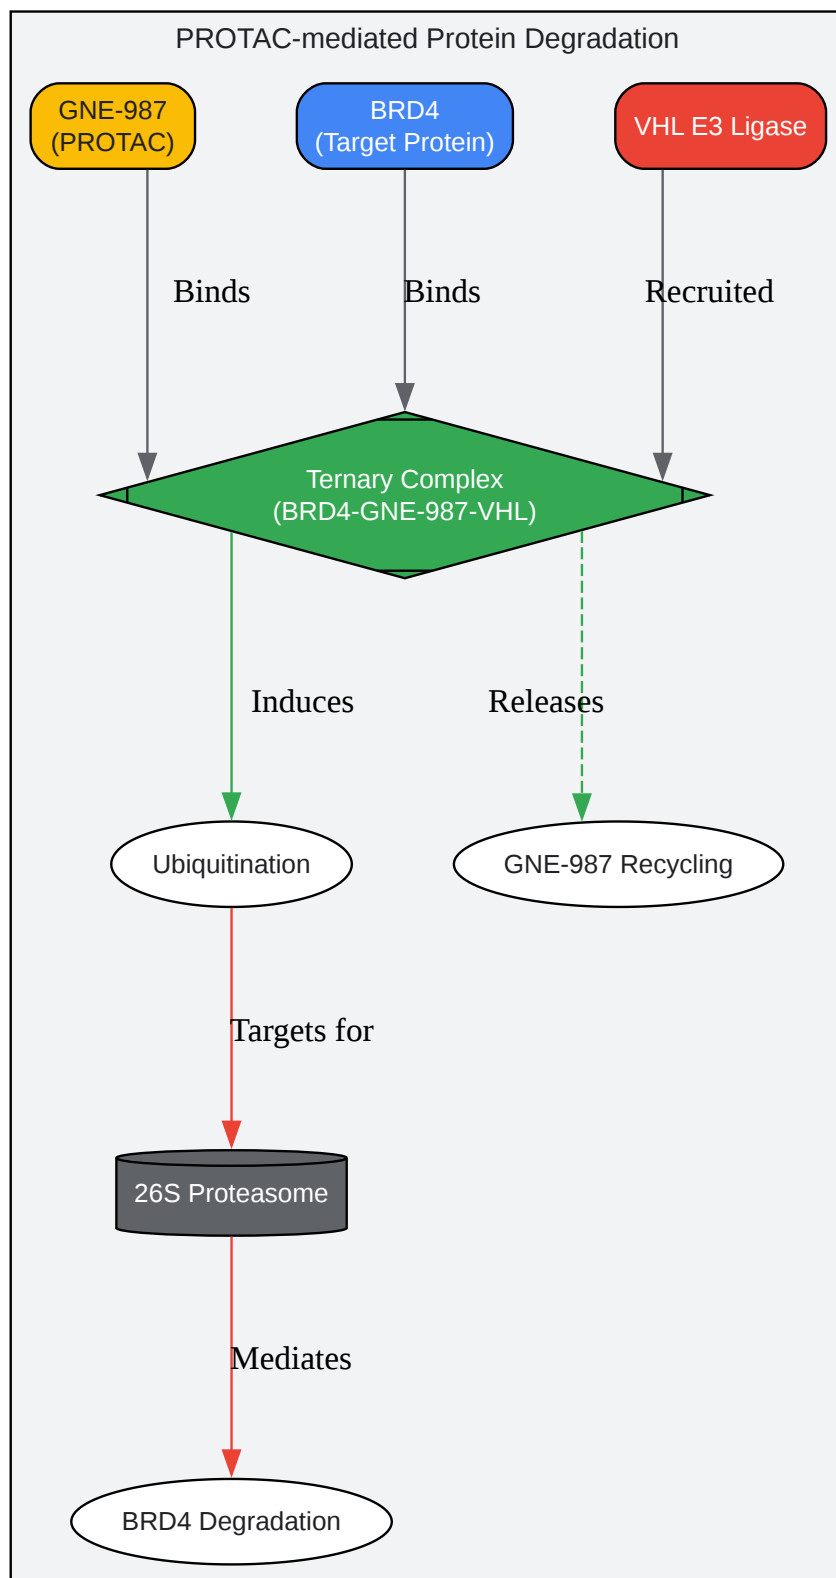 PROTAC-mediated Protein Degradation
GNE-987
(PROTAC)
BRD4
(Target Protein)
VHL E3 Ligase
Binds
Binds
Recruited
Ternary Complex
(BRD4-GNE-987-VHL)
Induces
Releases
Ubiquitination
GNE-987 Recycling
Targets for
26S Proteasome
Mediates
BRD4 Degradation